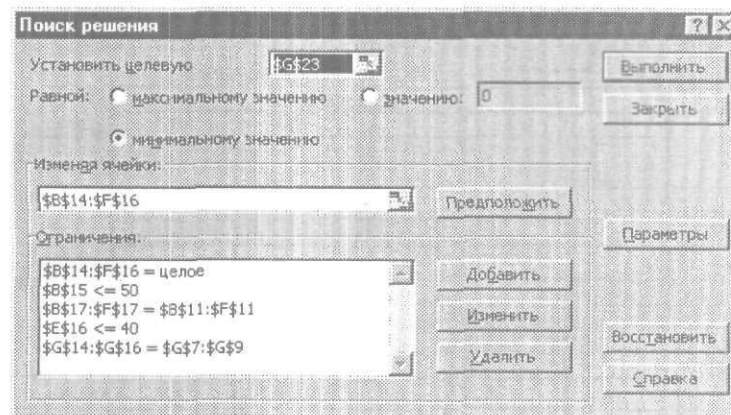 Поиск решения
Установить целевую $G$23
Выполнить
Равной: максимальному значению значению: 0
Закрыть
минимальному значению
Изменяя ячейки:
$B$14:$F$16
Предположить
Параметры
Ограничения:
$B$14:$F$16 = целое
$B$15 <= 50
$B$17:$F$17 = $B$11:$F$11
$E$16 <= 40
$G$14:$G$16 = $G$7:$G$9
Добавить
Изменить
Удалить
Восстановить
Справка